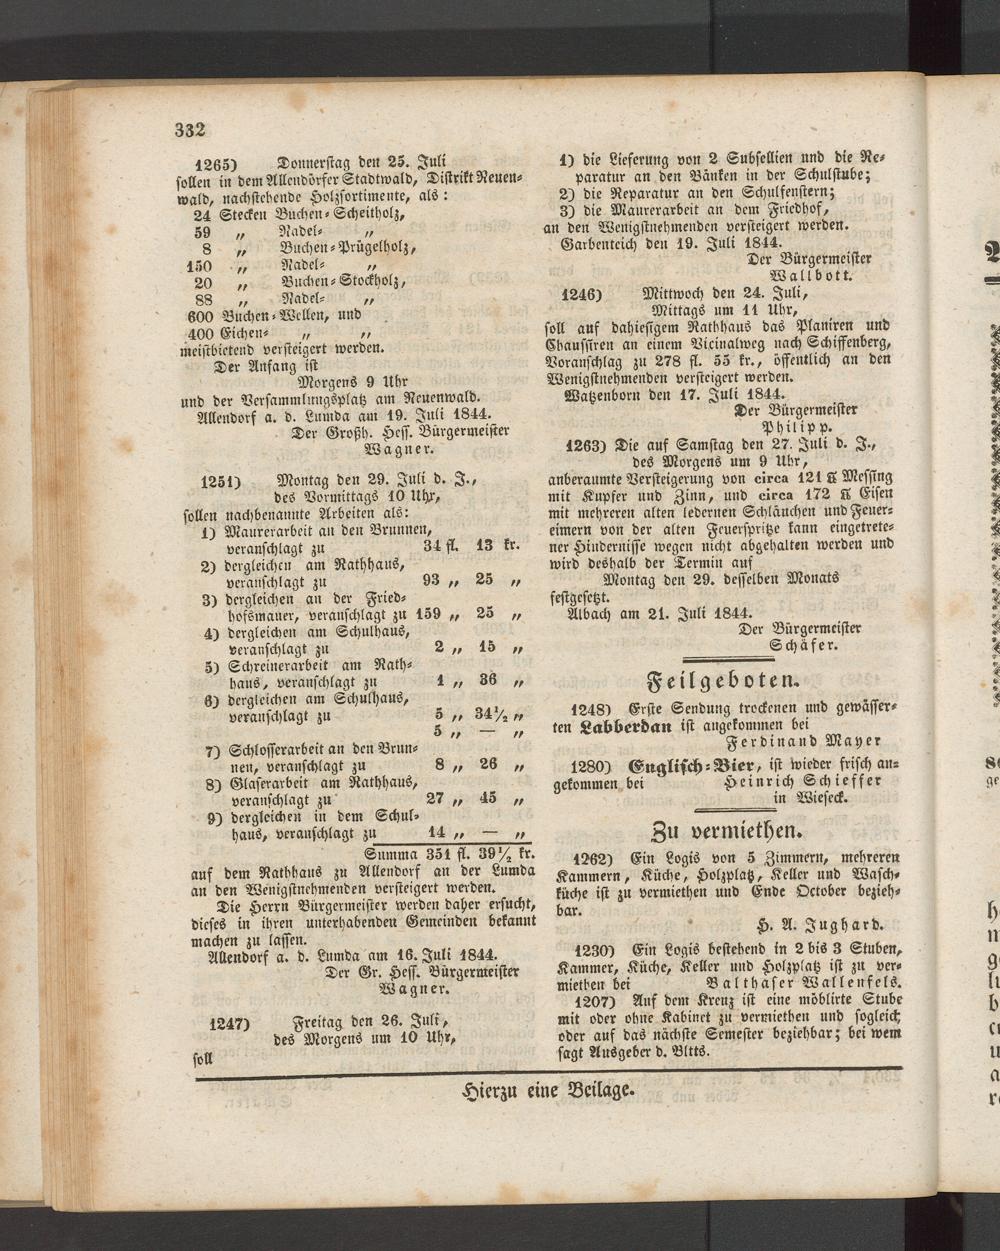 332
1265) Donnerstag den 25. Juli
sollen in dem Allendörfer Stadtwald, Distrikt Neuen-
wald, nachstehende Holzsortimente, als:
24 Stecken Buchen-Scheitholz,
59 „ Nadel- „
8 „ Buchen-Prügelholz,
150 „ Nadel- „
20 „ Buchen-Stockholz,
88 „ Nadel- „
600 Buchen-Wellen, und
400 Eichen- „ „
meistbietend versteigert werden.
Der Anfang ist
Morgens 9 Uhr
und der Versammlungsplatz am Neuenwald.
Allendorf a. d. Lumda am 19. Juli 1844.
Der Großh. Hess. Bürgermeister
Wagner.
1251) Montag den 29. Juli d. J.,
des Vormittags 10 Uhr,
sollen nachbenannte Arbeiten als:
1) Maurerarbeit an den Brunnen,
veranschlagt zu 34 fl. 13 kr.
2) dergleichen am Rathhaus,
veranschlagt zu 93 „ 25 „
3) dergleichen an der Fried-
hofsmauer, veranschlagt zu 159 „ 25 „
4) dergleichen am Schulhaus,
veranschlagt zu 2 „ 15 „
5) Schreinerarbeit am Rath-
haus, veranschlagt zu 1 „ 36 „
6) dergleichen am Schulhaus,
veranschlagt zu 5 „ 34½ „
5 „ — „
7) Schlosserarbeit an den Brun-
nen, veranschlagt zu 8 „ 26 „
8) Glaserarbeit am Rathhaus,
veranschlagt zu 27 „ 45 „
9) dergleichen in dem Schul-
haus, veranschlagt zu 14 „ — „
Summa 351 fl. 39½ kr.
auf dem Rathhaus zu Allendorf an der Lumda
an den Wenigstnehmenden versteigert werden.
Die Herrn Bürgermeister werden daher ersucht,
dieses in ihren unterhabenden Gemeinden bekannt
machen zu lassen.
Allendorf a. d. Lumda am 16. Juli 1844.
Der Gr. Hess. Bürgermeister
Wagner.
1247) Freitag den 26. Juli,
des Morgens um 10 Uhr,
soll
1) die Lieferung von 2 Subsellien und die Re-
paratur an den Bänken in der Schulstube;
2) die Reparatur an den Schulfenstern;
3) die Maurerarbeit an dem Friedhof,
an den Wenigstnehmenden versteigert werden.
Garbenteich den 19. Juli 1844.
Der Bürgermeister
Wallbott.
1246) Mittwoch den 24. Juli,
Mittags um 11 Uhr,
soll auf dahiesigem Rathhaus das Planiren und
Chaussiren an einem Vicinalweg nach Schiffenberg,
Voranschlag zu 278 fl. 55 kr., öffentlich an den
Wenigstnehmenden versteigert werden.
Watzenborn den 17. Juli 1844.
Der Bürgermeister
Philipp.
1263) Die auf Samstag den 27. Juli d. J.,
des Morgens um 9 Uhr,
anberaumte Versteigerung von circa 121 ℔ Messing
mit Kupfer und Zinn, und circa 172 ℔ Eisen
mit mehreren alten ledernen Schläuchen und Feuer-
eimern von der alten Feuerspritze kann eingetrete-
ner Hindernisse wegen nicht abgehalten werden und
wird deshalb der Termin auf
Montag den 29. desselben Monats
festgesetzt.
Albach am 21. Juli 1844.
Der Bürgermeister
Schäfer.
Feilgeboten.
1248) Erste Sendung trockenen und gewässer-
ten Labberdan ist angekommen bei
Ferdinand Mayer
1280) Englisch-Bier, ist wieder frisch an-
gekommen bei Heinrich Schieffer
in Wieseck.
Zu vermiethen.
1262) Ein Logis von 5 Zimmern, mehreren
Kammern, Küche, Holzplatz, Keller und Wasch-
küche ist zu vermiethen und Ende October bezieh-
bar.
H. A. Jughard.
1230) Ein Logis bestehend in 2 bis 3 Stuben,
Kammer, Küche, Keller und Holzplatz ist zu ver-
miethen bei Balthaser Wallenfels.
1207) Auf dem Kreuz ist eine möblirte Stube
mit oder ohne Kabinet zu vermiethen und sogleich
oder auf das nächste Semester beziehbar; bei wem
sagt Ausgeber d. Bltts.
Hierzu eine Beilage.